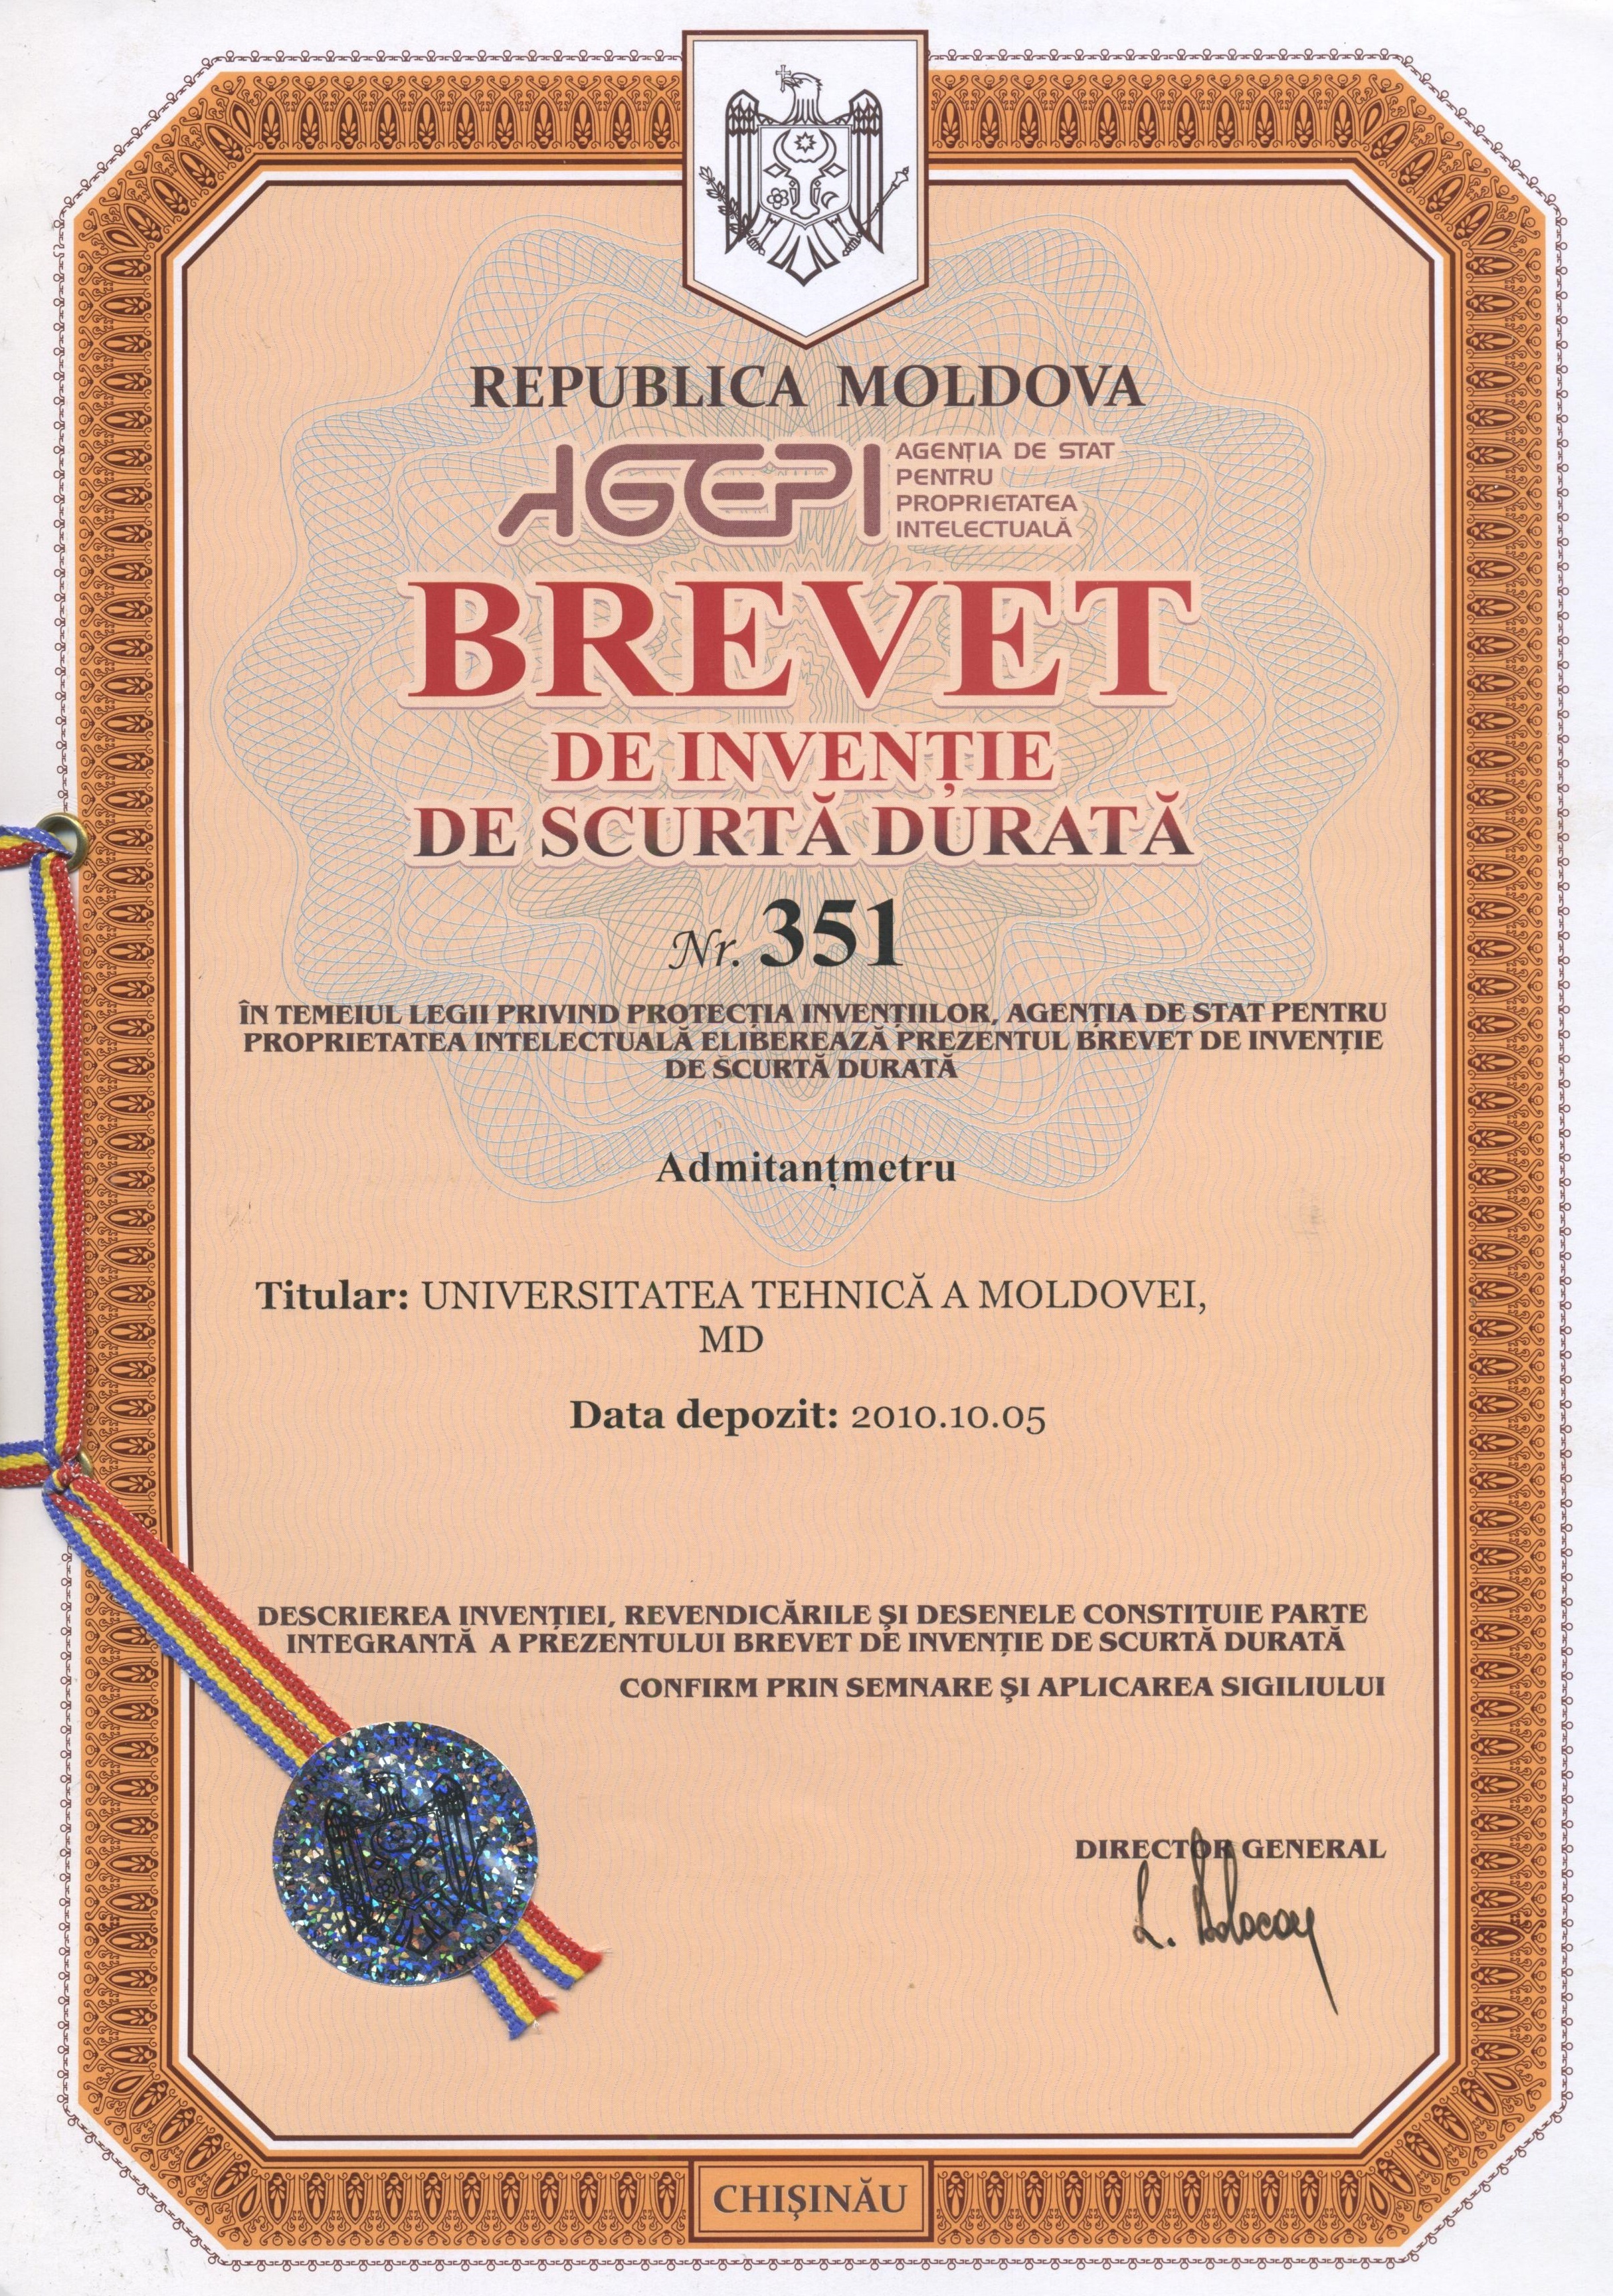 REPUBLICA MOLDOVA
AGEPI
AGENȚIA DE STAT
PENTRU
PROPRIETATEA
INTELECTUALĂ
BREVET
DE INVENȚIE
DE SCURTĂ DURATĂ
Nr. 351
ÎN TEMEIUL LEGII PRIVIND PROTECȚIA INVENȚIILOR, AGENȚIA DE STAT PENTRU
PROPRIETATEA INTELECTUALĂ ELIBEREAZĂ PREZENTUL BREVET DE INVENȚIE
DE SCURTĂ DURATĂ
Admitanțmetru
Titular: UNIVERSITATEA TEHNICĂ A MOLDOVEI,
MD
Data depozit: 2010.10.05
DESCRIEREA INVENȚIEI, REVENDICĂRILE ŞI DESENELE CONSTITUIE PARTE
INTEGRANTĂ A PREZENTULUI BREVET DE INVENȚIE DE SCURTĂ DURATĂ
CONFIRM PRIN SEMNARE ŞI APLICAREA SIGILIULUI
DIRECTOR GENERAL
CHIŞINĂU